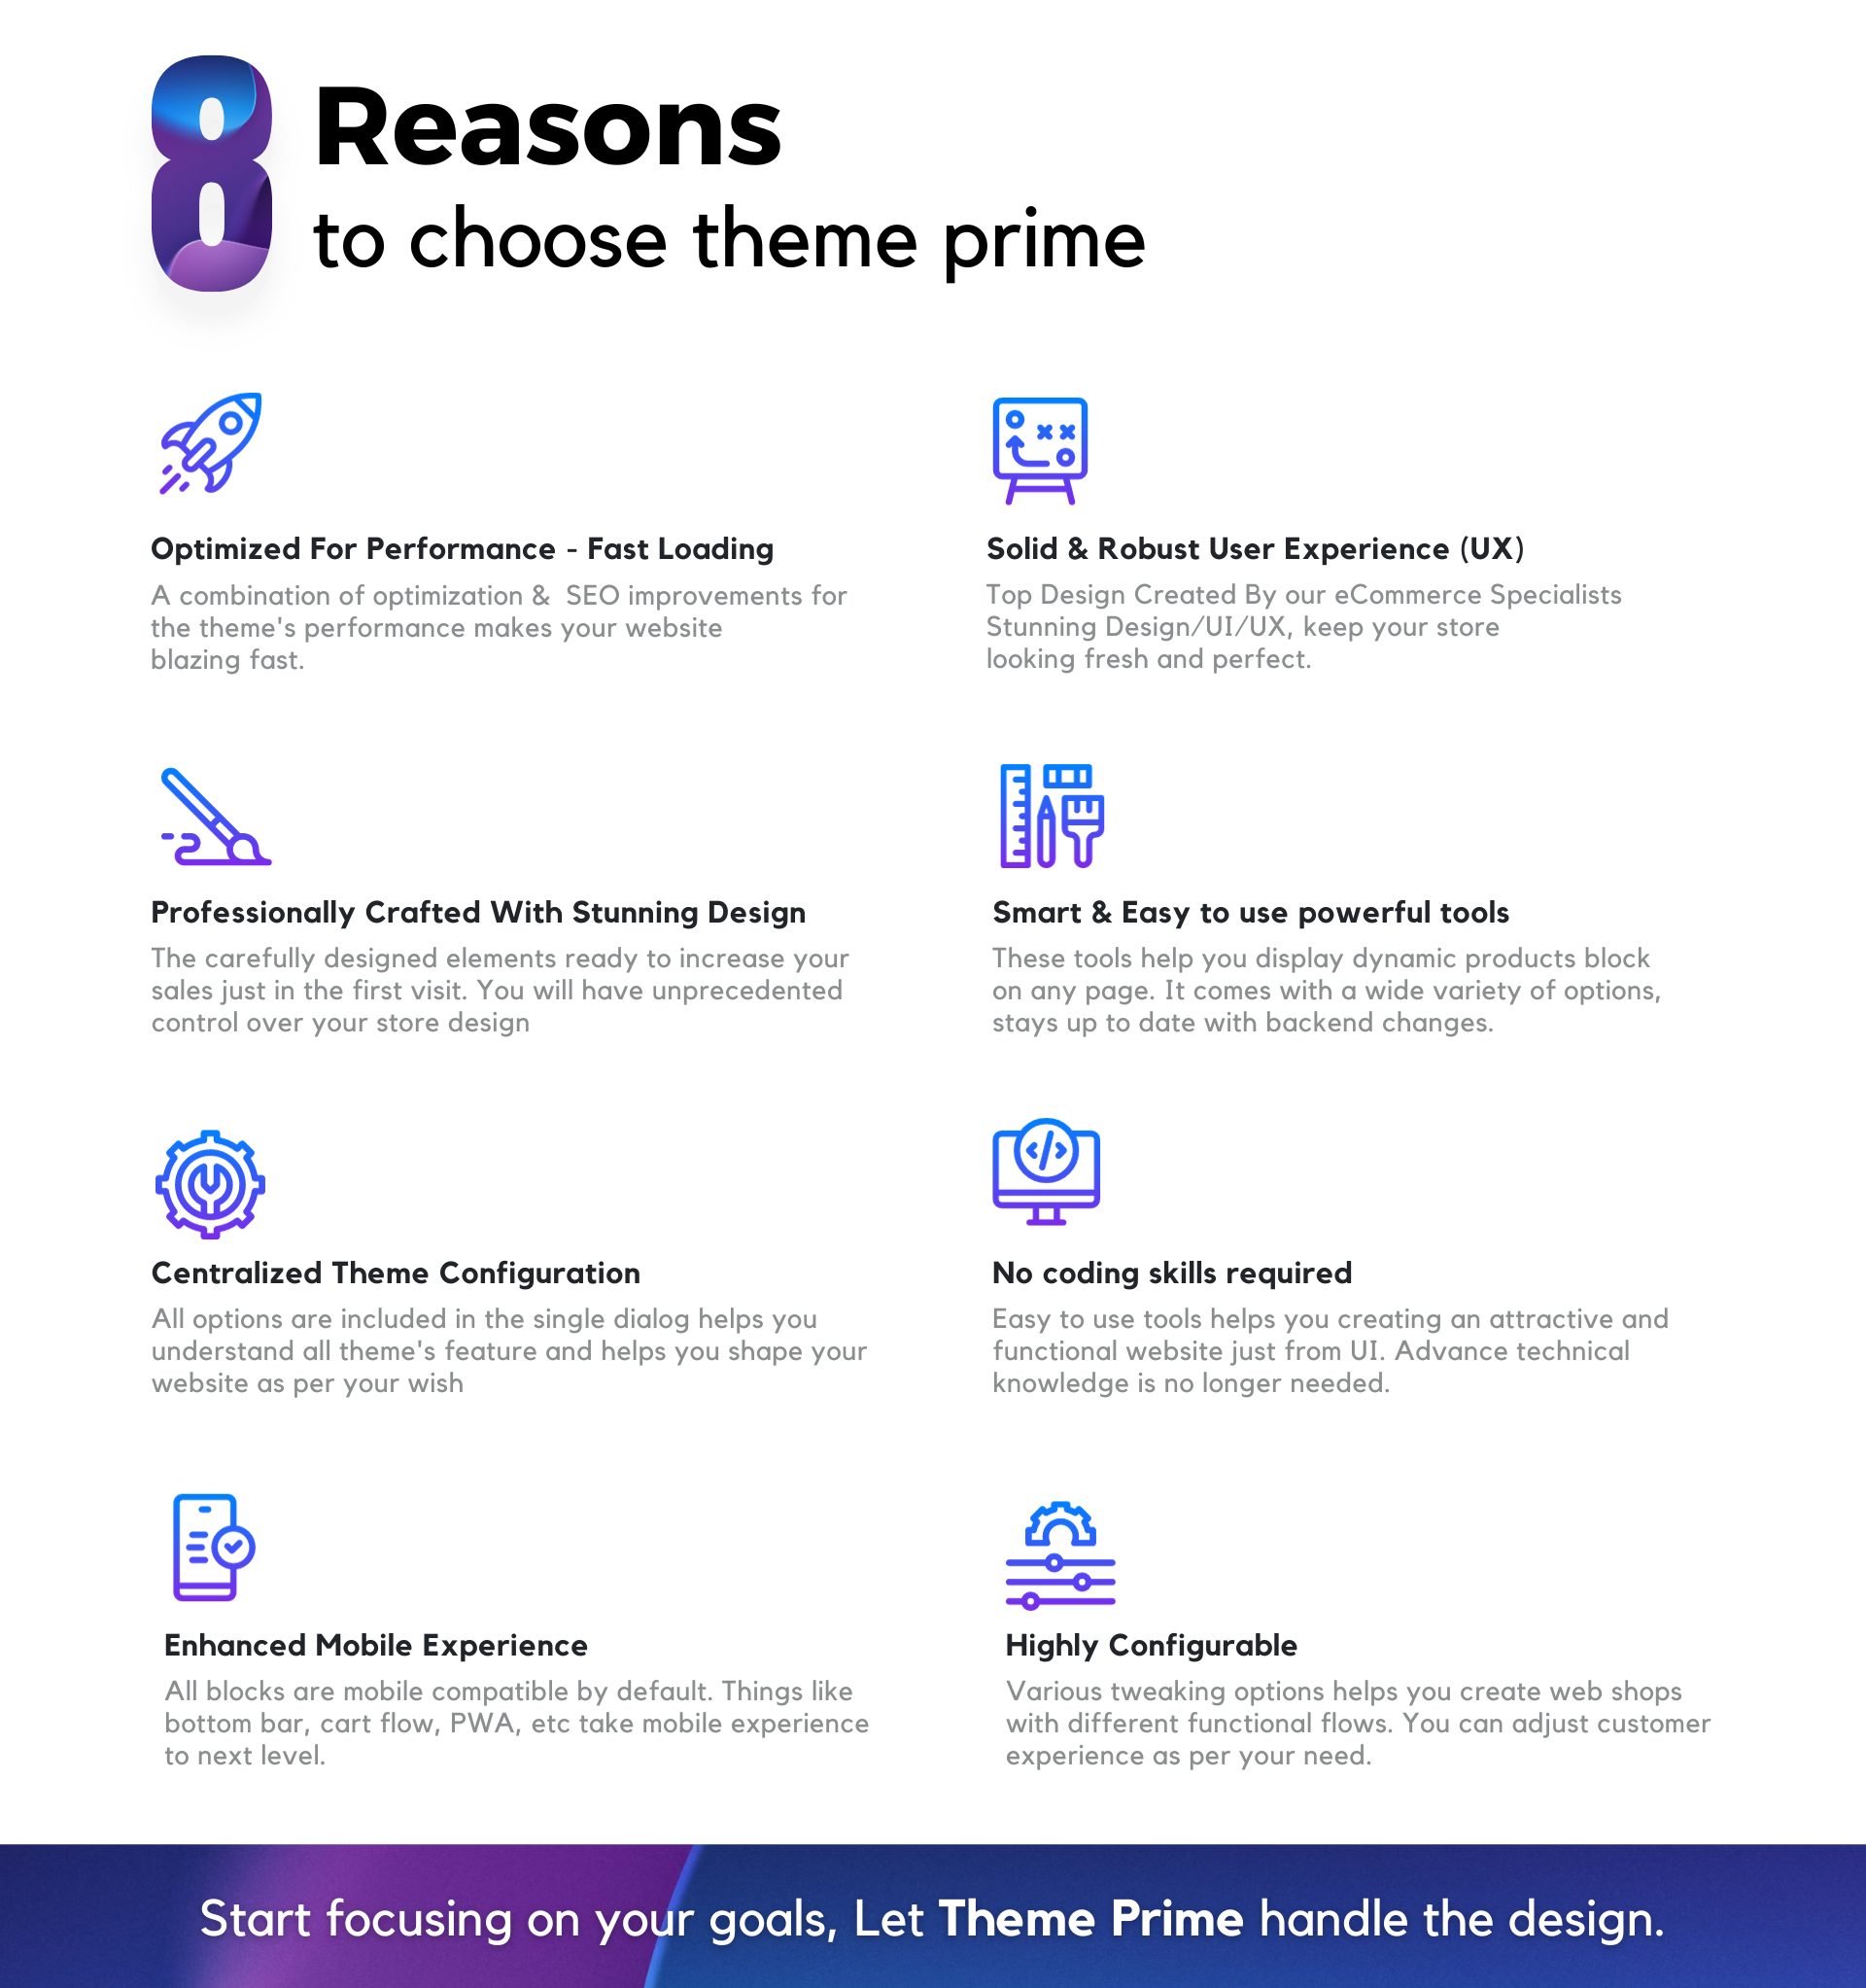 8
Reasons
to choose theme prime
Optimized For Performance - Fast Loading
A combination of optimization & SEO improvements for
the theme's performance makes your website
blazing fast.
Solid & Robust User Experience (UX)
Top Design Created By our eCommerce Specialists
Stunning Design/UI/UX, keep your store
looking fresh and perfect.
Professionally Crafted With Stunning Design
The carefully designed elements ready to increase your
sales just in the first visit. You will have unprecedented
control over your store design
Smart & Easy to use powerful tools
These tools help you display dynamic products block
on any page. It comes with a wide variety of options,
stays up to date with backend changes.
Centralized Theme Configuration
All options are included in the single dialog helps you
understand all theme's feature and helps you shape your
website as per your wish
No coding skills required
Easy to use tools helps you creating an attractive and
functional website just from UI. Advance technical
knowledge is no longer needed.
Enhanced Mobile Experience
All blocks are mobile compatible by default. Things like
bottom bar, cart flow, PWA, etc take mobile experience
to next level.
Highly Configurable
Various tweaking options helps you create web shops
with different functional flows. You can adjust customer
experience as per your need.
Start focusing on your goals, Let Theme Prime handle the design.